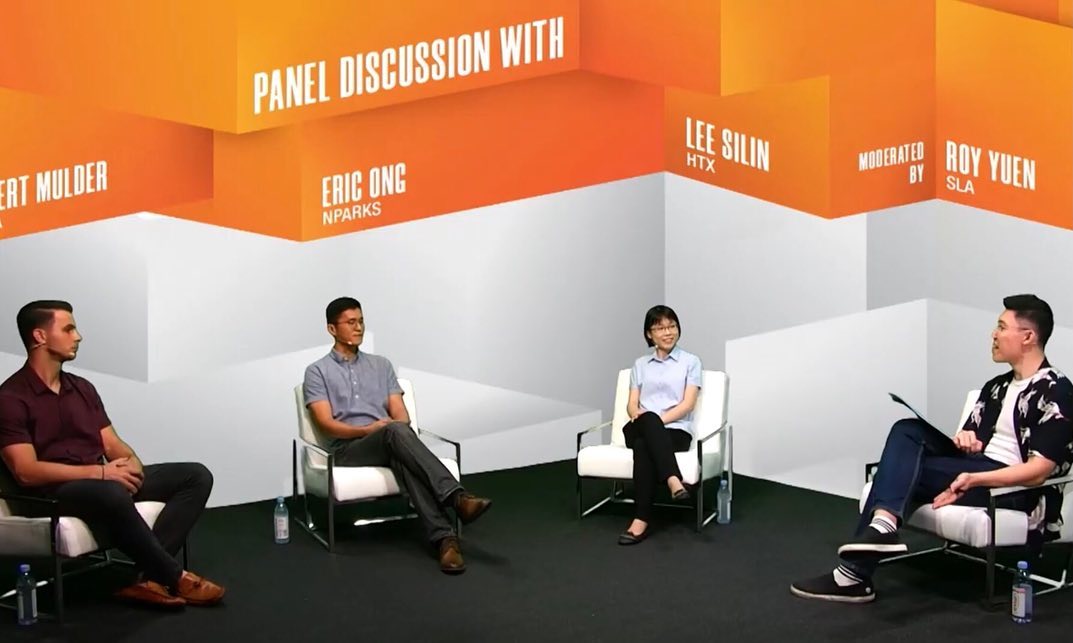 PANEL DISCUSSION WITH
ERT MULDER
ERIC ONG
NPARKS
LEE SILIN
HTX
MODERATED
BY
ROY YUEN
SLA